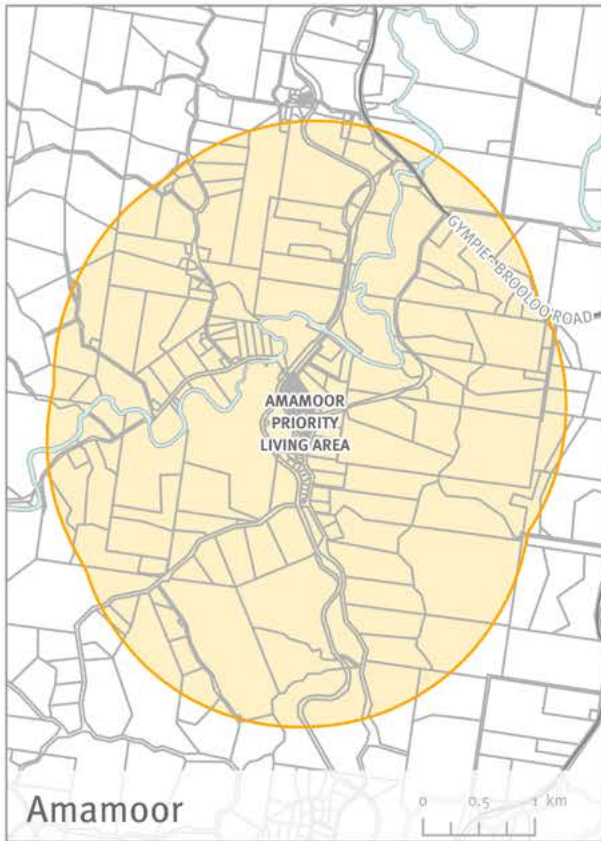 GYMPIE - BROOLOO ROAD
AMAMOOR
PRIORITY
LIVING AREA
Amamoor
0 0.5 1 km